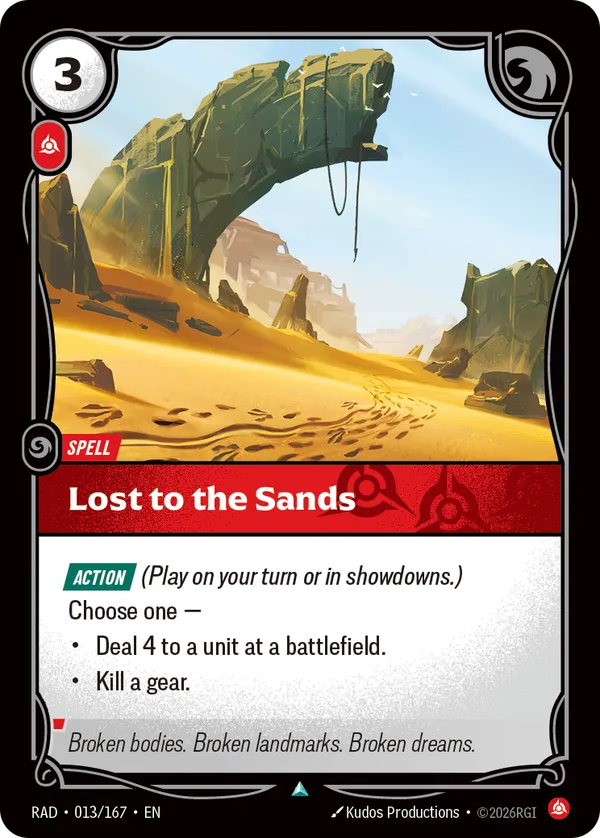 3
SPELL
Lost to the Sands
ACTION (Play on your turn or in showdowns.)
Choose one —
• Deal 4 to a unit at a battlefield.
• Kill a gear.
Broken bodies. Broken landmarks. Broken dreams.
RAD • 013/167 • EN Kudos Productions • ©2026RGI